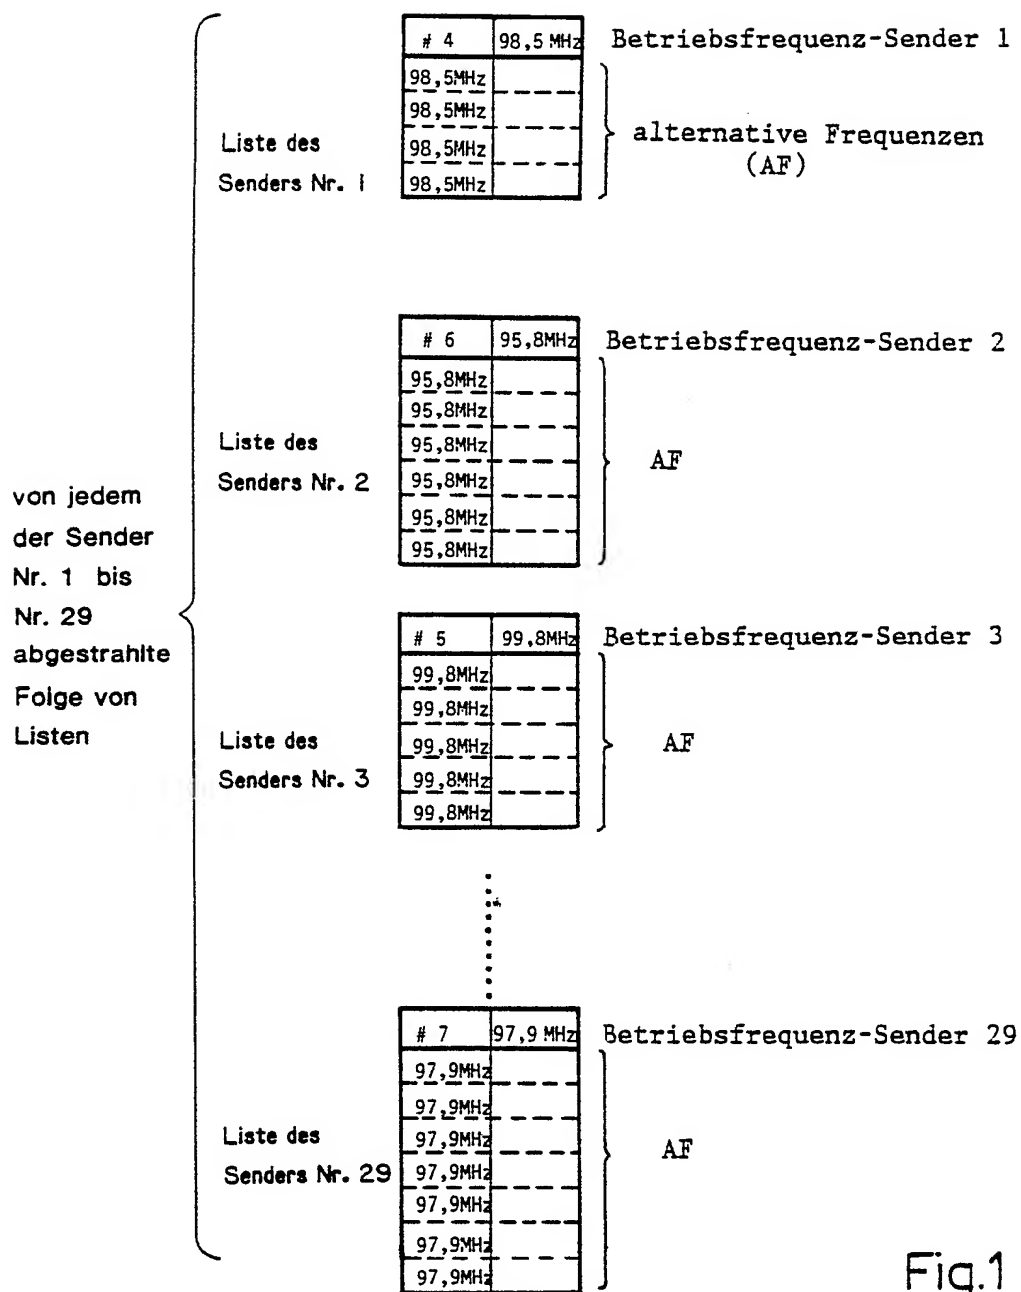 von jedem
der Sender
Nr. 1 bis
Nr. 29
abgestrahlte
Folge von
Listen
Liste des
Senders Nr. 1
# 4 98,5 MHz Betriebsfrequenz-Sender 1
98,5MHz
98,5MHz
98,5MHz
98,5MHz
alternative Frequenzen
(AF)
Liste des
Senders Nr. 2
# 6 95,8MHz Betriebsfrequenz-Sender 2
95,8MHz
95,8MHz
95,8MHz
95,8MHz
95,8MHz
95,8MHz
AF
Liste des
Senders Nr. 3
# 5 99,8MHz Betriebsfrequenz-Sender 3
99,8MHz
99,8MHz
99,8MHz
99,8MHz
99,8MHz
AF
Liste des
Senders Nr. 29
# 7 97,9 MHz Betriebsfrequenz-Sender 29
97,9MHz
97,9MHz
97,9MHz
97,9MHz
97,9MHz
97,9MHz
97,9MHz
AF
Fig.1